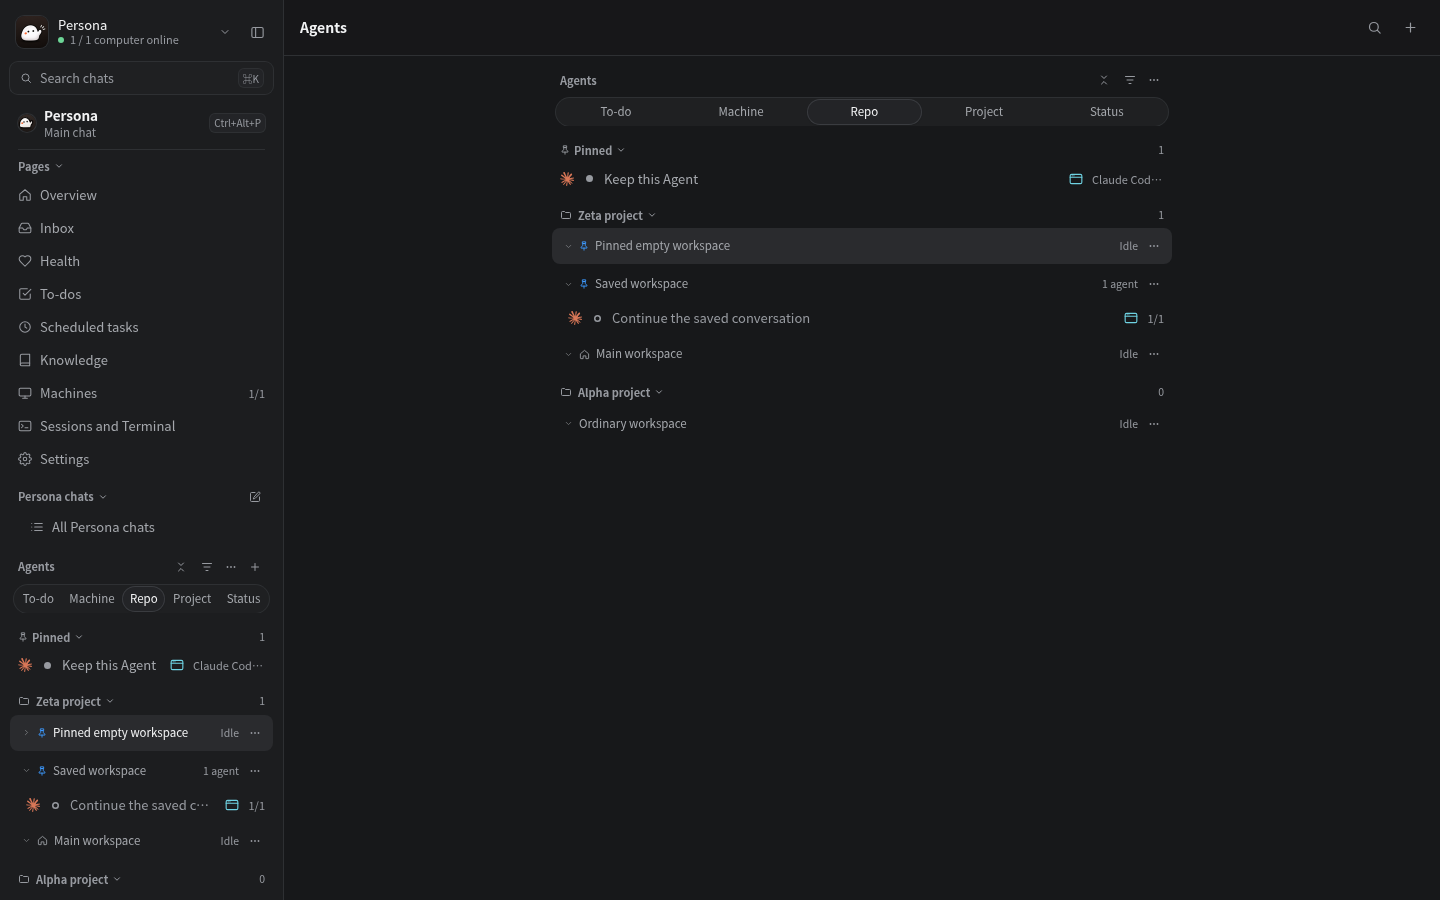 Persona
1 / 1 computer online
Search chats
⌘K
Persona
Main chat
Ctrl+Alt+P
Pages
Overview
Inbox
Health
To-dos
Scheduled tasks
Knowledge
Machines 1/1
Sessions and Terminal
Settings
Persona chats
All Persona chats
Agents
To-do Machine Repo Project Status
Pinned 1
Keep this Agent Claude Cod…
Zeta project 1
Pinned empty workspace Idle
Saved workspace 1 agent
Continue the saved c… 1/1
Main workspace Idle
Alpha project 0
Agents
Agents
To-do Machine Repo Project Status
Pinned 1
Keep this Agent Claude Cod…
Zeta project 1
Pinned empty workspace Idle
Saved workspace 1 agent
Continue the saved conversation 1/1
Main workspace Idle
Alpha project 0
Ordinary workspace Idle